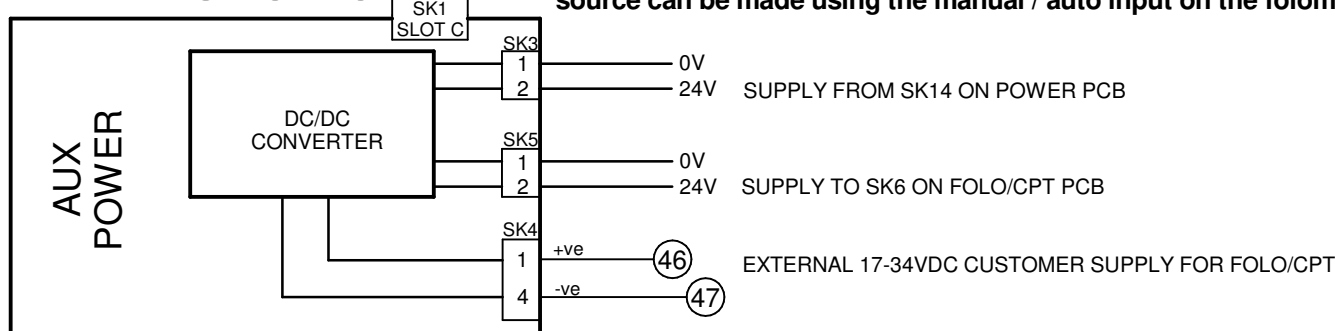 source can be made using the manual / auto input on the folom
SK1
SLOT C
AUX
POWER
DC/DC
CONVERTER
SK3
1
2
0V
24V
SUPPLY FROM SK14 ON POWER PCB
SK5
1
2
0V
24V
SUPPLY TO SK6 ON FOLO/CPT PCB
SK4
1
4
+ve
-ve
46
47
EXTERNAL 17-34VDC CUSTOMER SUPPLY FOR FOLO/CPT